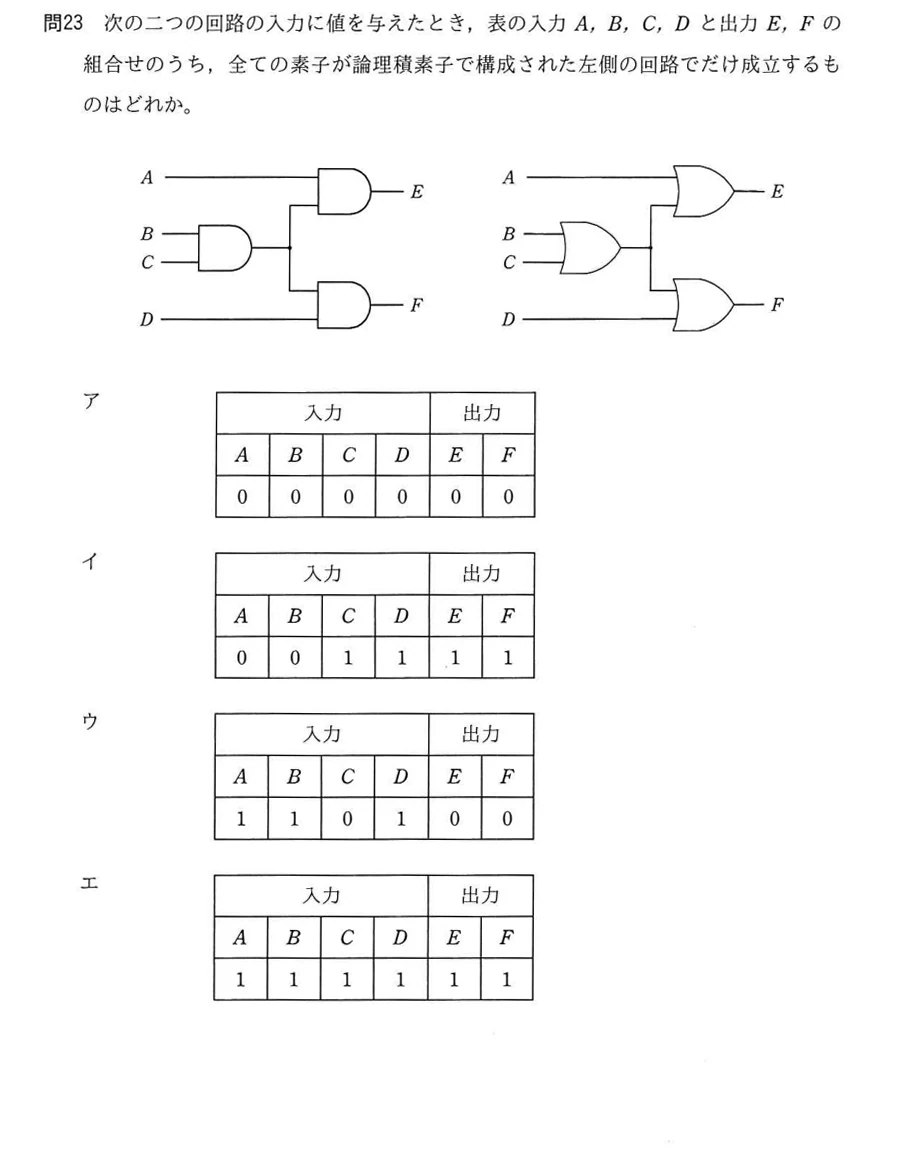 問23 次の二つの回路の入力に値を与えたとき，表の入力 A，B，C，D と出力 E，F の
組合せのうち，全ての素子が論理積素子で構成された左側の回路でだけ成立するも
のはどれか。
A E A E
B B
C C
F F
D D
ア
入力 出力
A B C D E F
0 0 0 0 0 0
イ
入力 出力
A B C D E F
0 0 1 1 1 1
ウ
入力 出力
A B C D E F
1 1 0 1 0 0
エ
入力 出力
A B C D E F
1 1 1 1 1 1